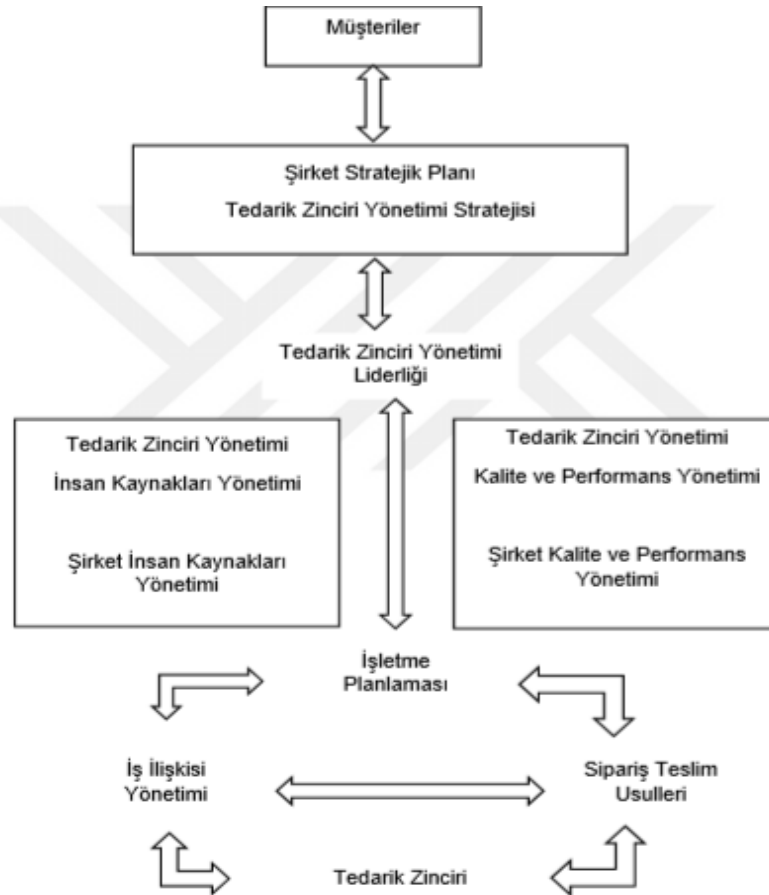 Müşteriler
Şirket Stratejik Planı
Tedarik Zinciri Yönetimi Stratejisi
Tedarik Zinciri Yönetimi
Liderliği
Tedarik Zinciri Yönetimi
İnsan Kaynakları Yönetimi
Şirket İnsan Kaynakları
Yönetimi
Tedarik Zinciri Yönetimi
Kalite ve Performans Yönetimi
Şirket Kalite ve Performans
Yönetimi
İşletme
Planlaması
İş İlişkisi
Yönetimi
Sipariş Teslim
Usulleri
Tedarik Zinciri